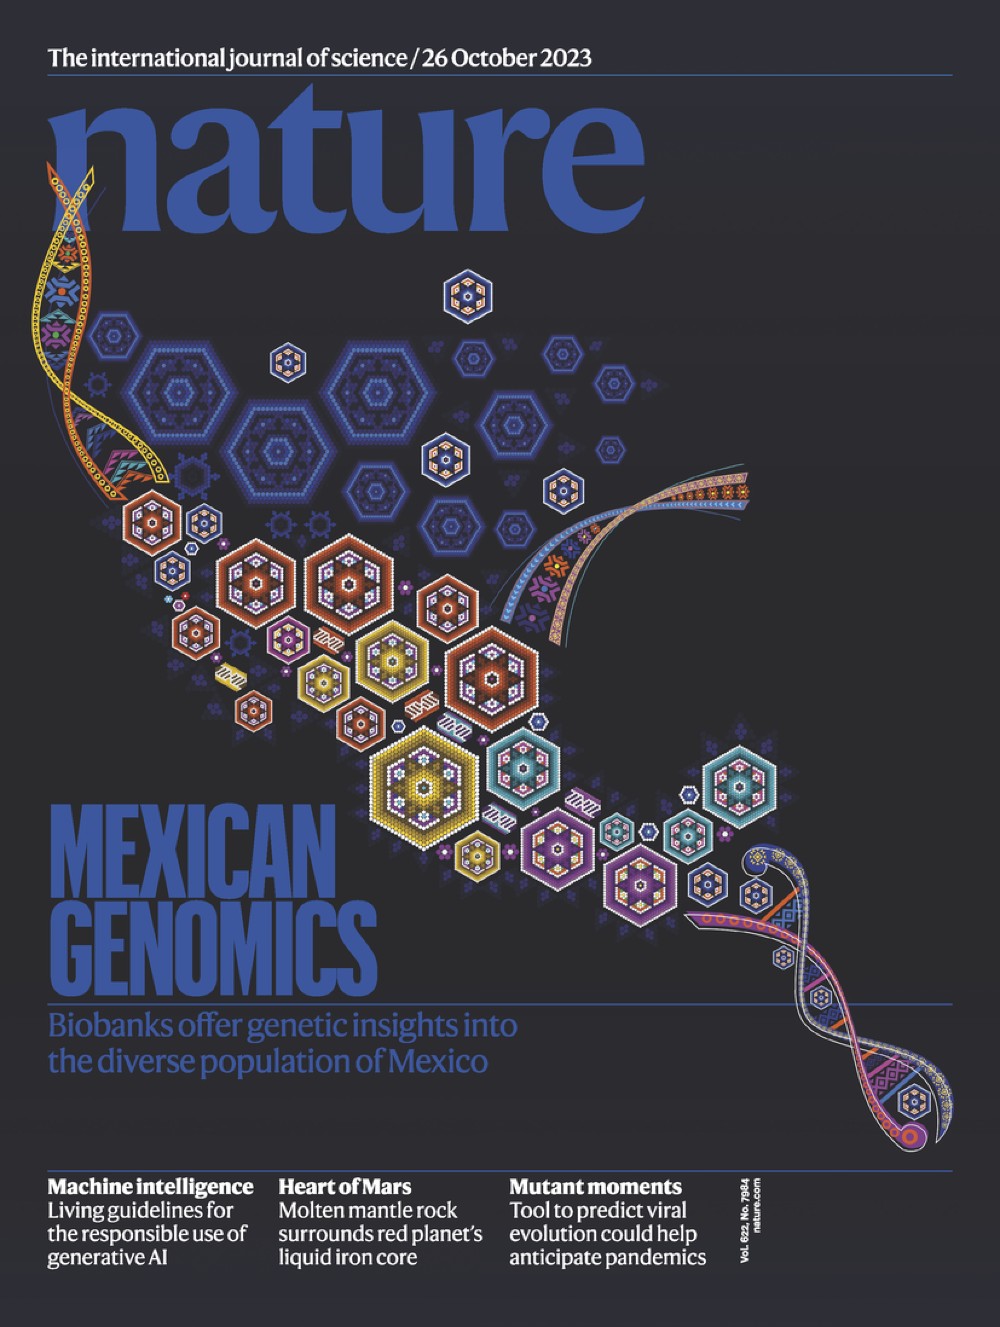 The international journal of science / 26 October 2023
nature
MEXICAN
GENOMICS
Biobanks offer genetic insights into
the diverse population of Mexico
Machine intelligence
Living guidelines for
the responsible use of
generative AI
Heart of Mars
Molten mantle rock
surrounds red planet’s
liquid iron core
Mutant moments
Tool to predict viral
evolution could help
anticipate pandemics
Vol. 622, No. 7984
nature.com